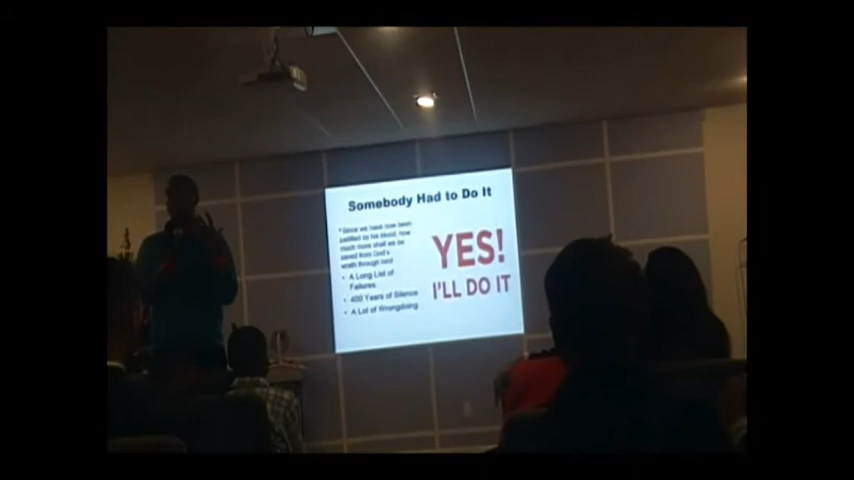 Somebody Had to Do It
"Since we have now been
justified by his blood, how
much more shall we be
saved from God's
wrath through him!
• A Long List of
Failures
• 400 Years of Silence
• A Lot of Wrongdoing
YES!
I'LL DO IT